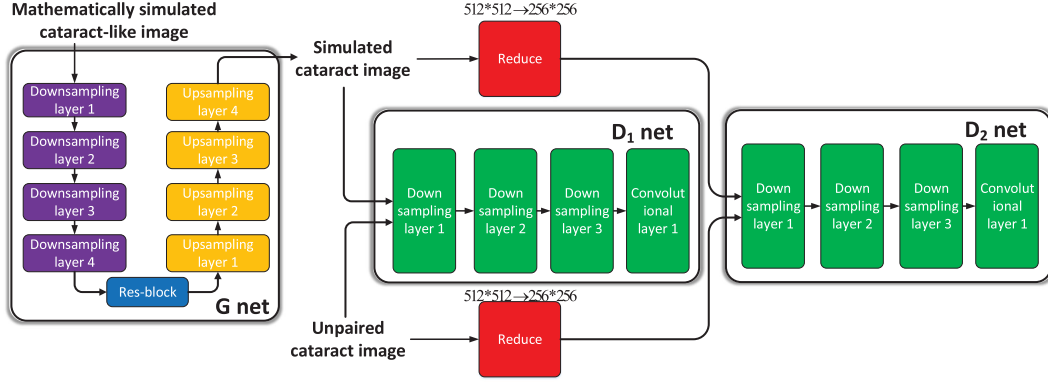 Mathematically simulated
cataract-like image
Downsampling
layer 1
Downsampling
layer 2
Downsampling
layer 3
Downsampling
layer 4
Res-block
Upsampling
layer 4
Upsampling
layer 3
Upsampling
layer 2
Upsampling
layer 1
G net
Simulated
cataract image
512*512→256*256
Reduce
D₁ net
Down
sampling
layer 1
Down
sampling
layer 2
Down
sampling
layer 3
Convolut
ional
layer 1
D₂ net
Down
sampling
layer 1
Down
sampling
layer 2
Down
sampling
layer 3
Convolut
ional
layer 1
Unpaired
cataract image
512*512→256*256
Reduce